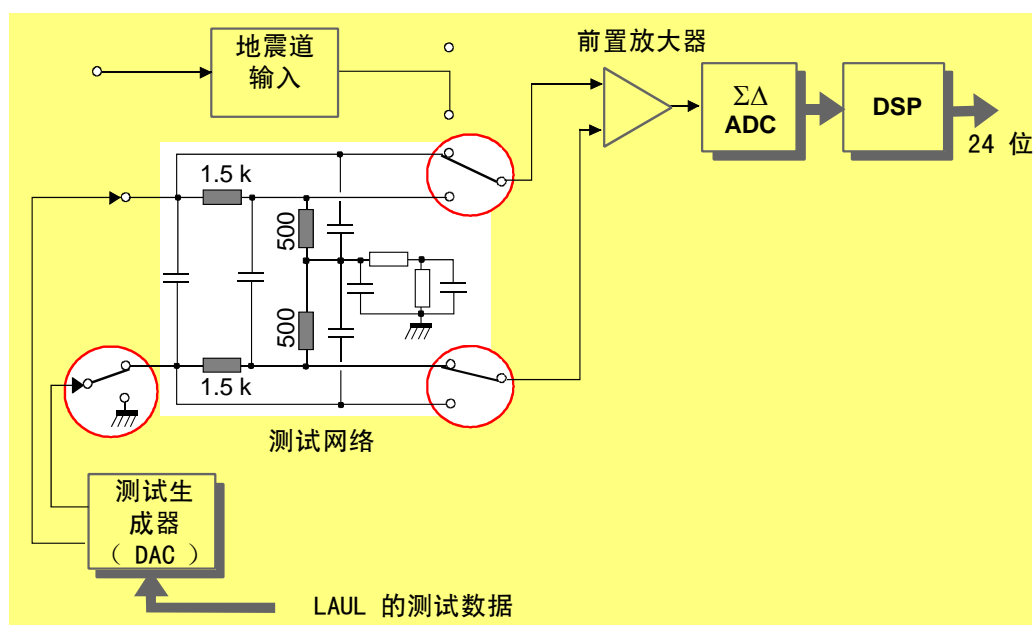 地震道
输入
前置放大器
ΣΔ
ADC
DSP
24 位
1.5 k
500
500
1.5 k
测试网络
测试生
成器
( DAC )
LAUL 的测试数据